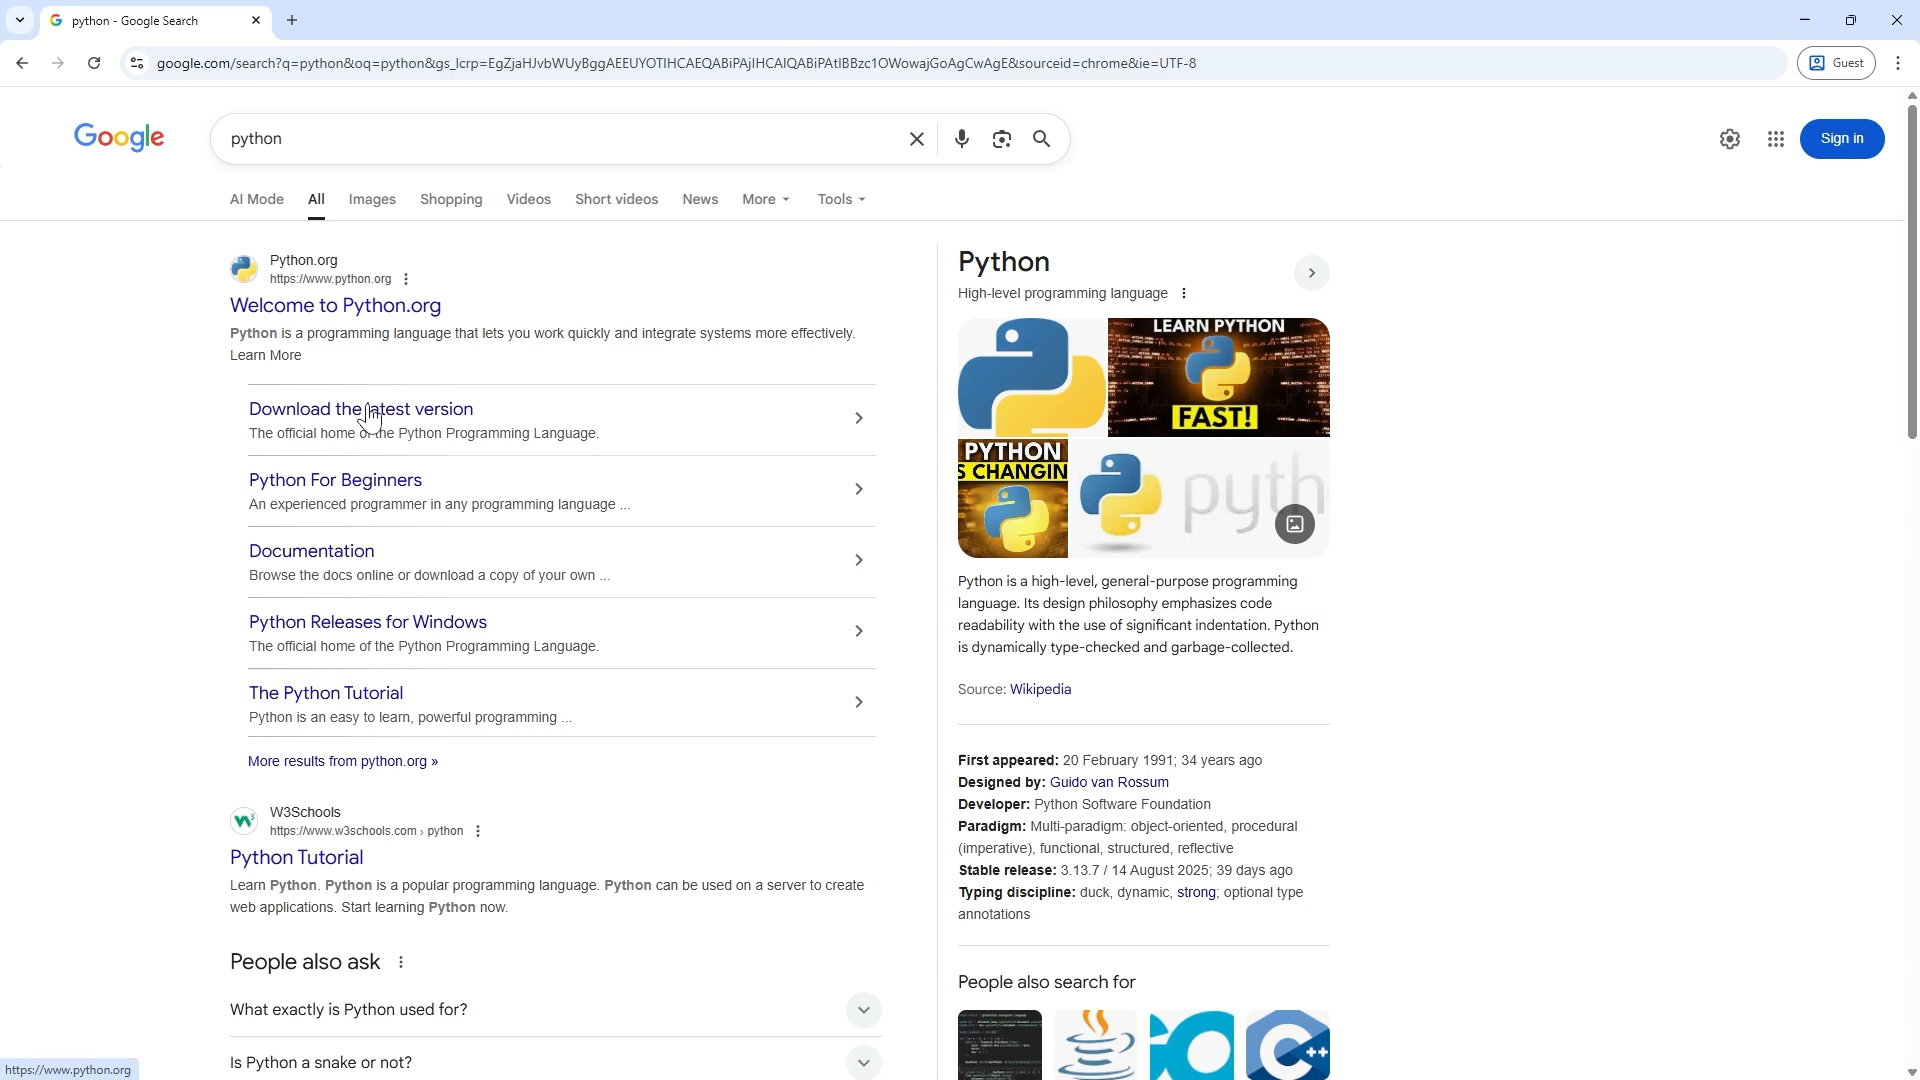 python - Google Search
google.com/search?q=python&oq=python&gs_lcrp=EgZjaHJvbWUyBggAEEUYOTIHCAEQABiPAjIHCAIQABiPAtIBBzc1OWowajGoAgCwAgE&sourceid=chrome&ie=UTF-8
Guest
Google
python
Sign in
AI Mode
All
Images
Shopping
Videos
Short videos
News
More
Tools
Python.org
https://www.python.org
Welcome to Python.org
Python is a programming language that lets you work quickly and integrate systems more effectively.
Learn More
Download the latest version
The official home of the Python Programming Language.
Python For Beginners
An experienced programmer in any programming language ...
Documentation
Browse the docs online or download a copy of your own ...
Python Releases for Windows
The official home of the Python Programming Language.
The Python Tutorial
Python is an easy to learn, powerful programming ...
More results from python.org »
W3Schools
https://www.w3schools.com › python
Python Tutorial
Learn Python. Python is a popular programming language. Python can be used on a server to create
web applications. Start learning Python now.
People also ask
What exactly is Python used for?
Is Python a snake or not?
Python
High-level programming language
LEARN PYTHON
FAST!
PYTHON
S CHANGIN
pyth
Python is a high-level, general-purpose programming
language. Its design philosophy emphasizes code
readability with the use of significant indentation. Python
is dynamically type-checked and garbage-collected.
Source: Wikipedia
First appeared: 20 February 1991; 34 years ago
Designed by: Guido van Rossum
Developer: Python Software Foundation
Paradigm: Multi-paradigm: object-oriented, procedural
(imperative), functional, structured, reflective
Stable release: 3.13.7 / 14 August 2025; 39 days ago
Typing discipline: duck, dynamic, strong; optional type
annotations
People also search for
C++
https://www.python.org